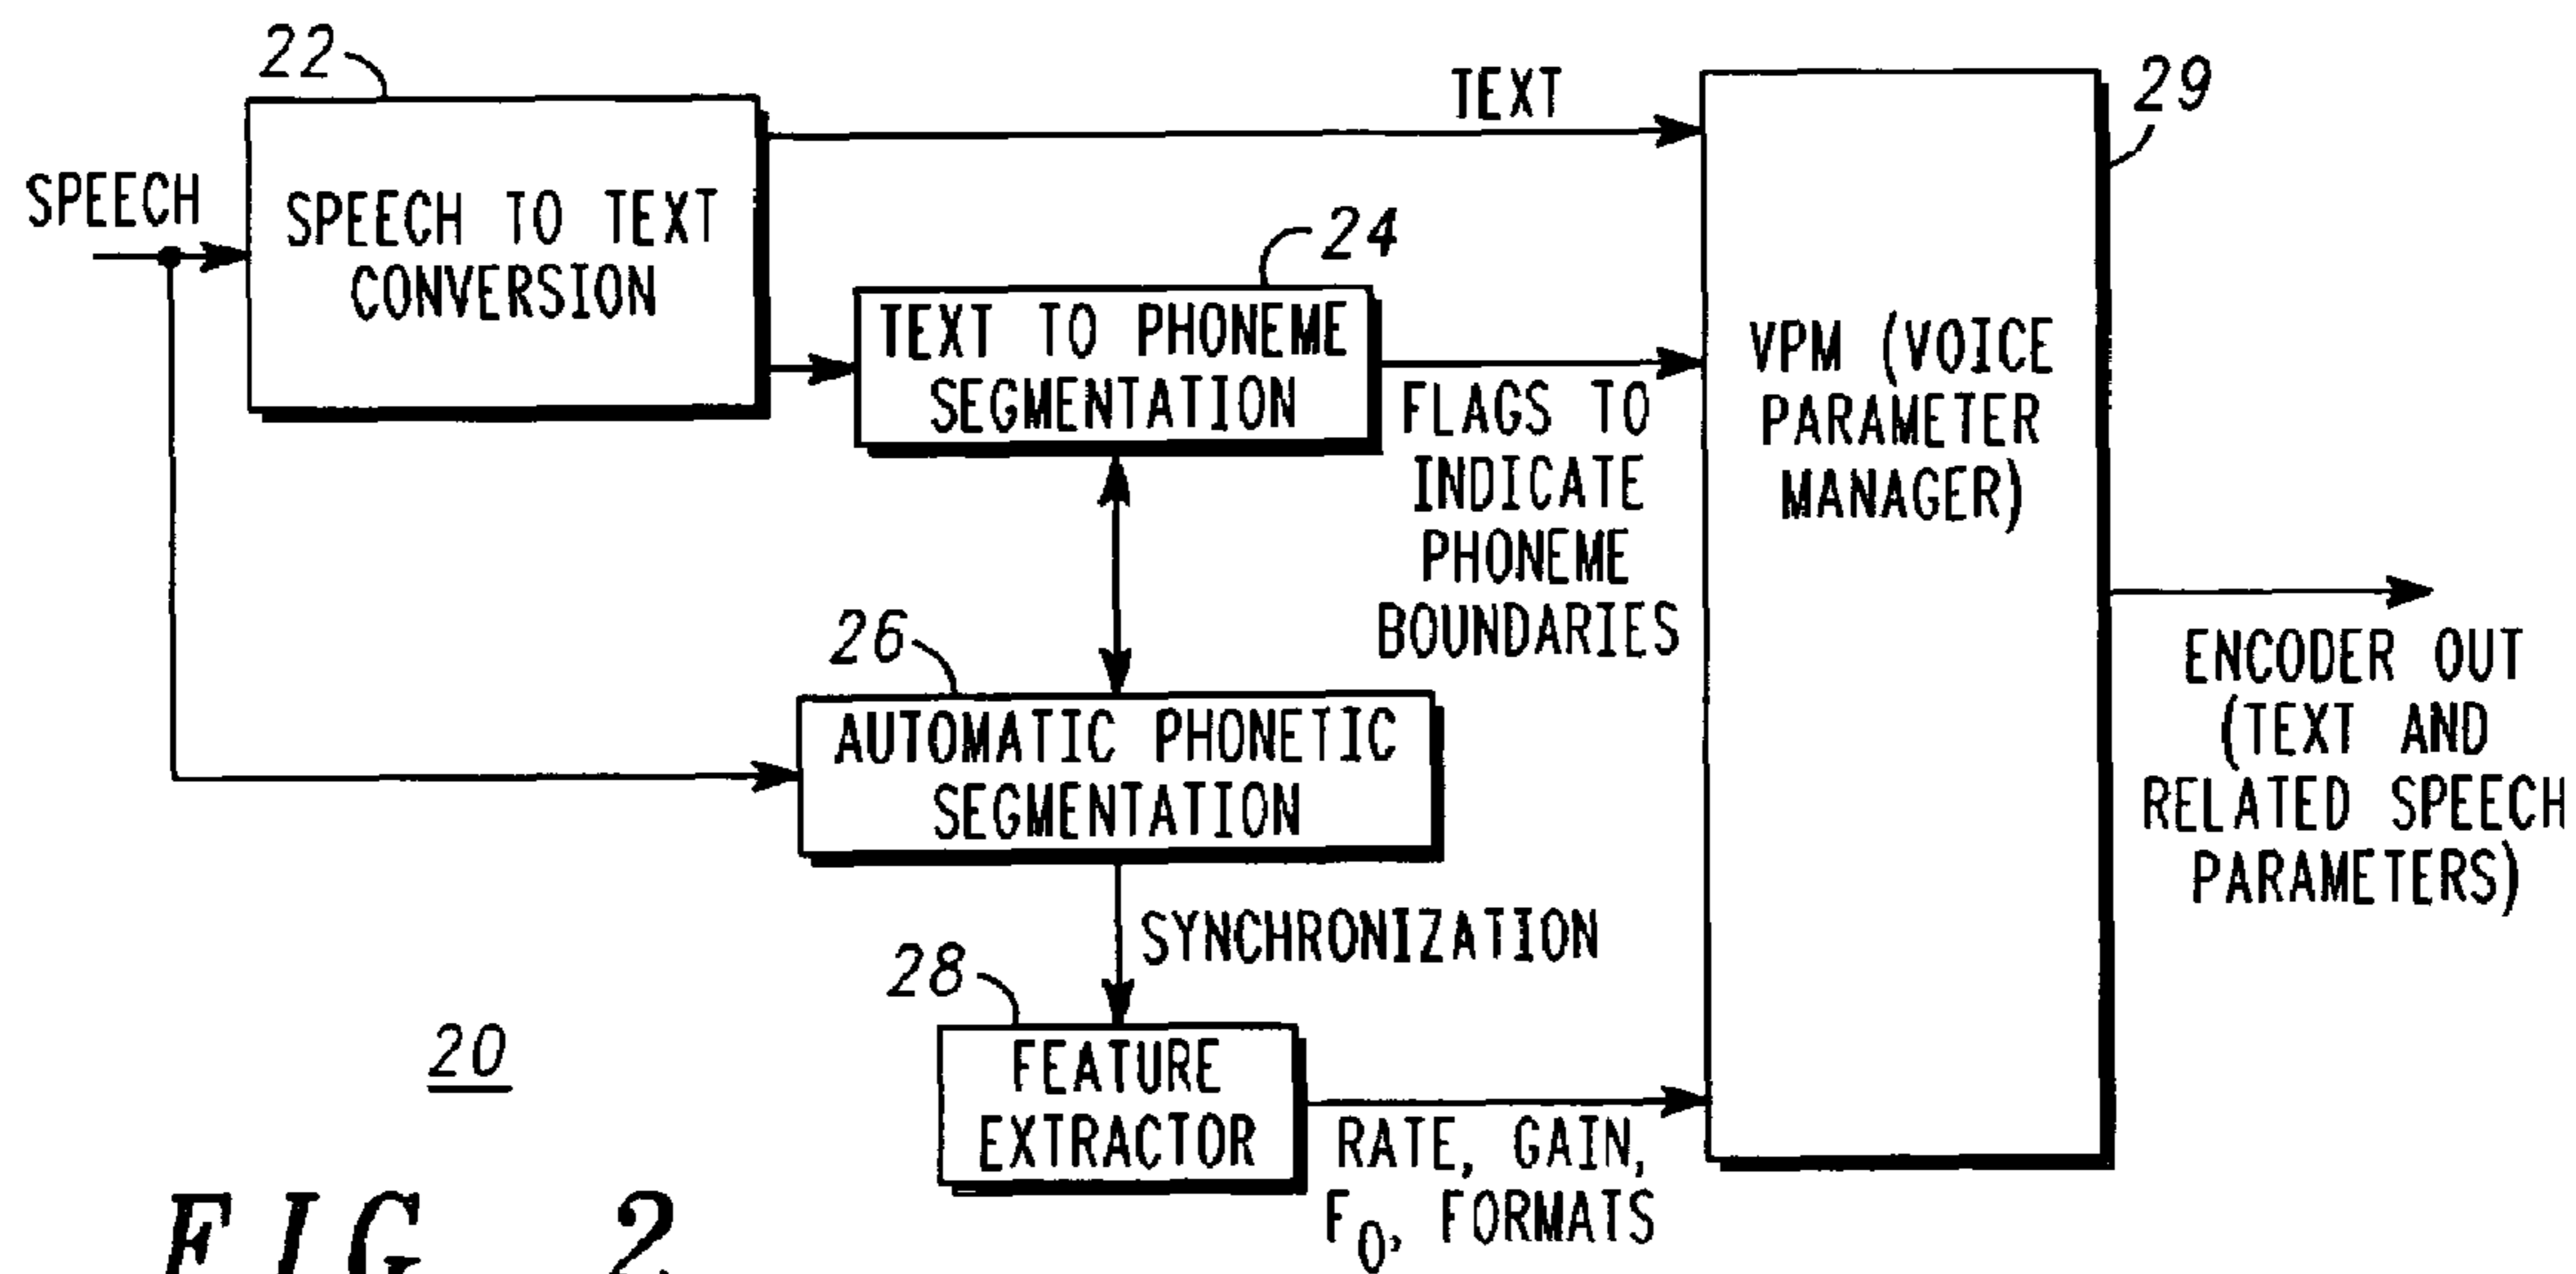 22
SPEECH
SPEECH TO TEXT
CONVERSION
TEXT
24
TEXT TO PHONEME
SEGMENTATION
FLAGS TO
INDICATE
PHONEME
BOUNDARIES
29
VPM (VOICE
PARAMETER
MANAGER)
26
AUTOMATIC PHONETIC
SEGMENTATION
ENCODER OUT
(TEXT AND
RELATED SPEECH
PARAMETERS)
SYNCHRONIZATION
28
FEATURE
EXTRACTOR
RATE, GAIN,
F0, FORMATS
20
FIG 2